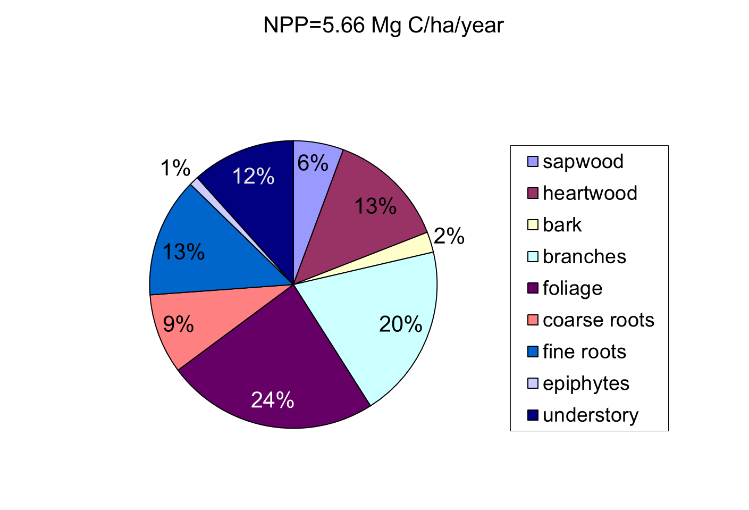 NPP=5.66 Mg C/ha/year
1%
12%
6%
13%
2%
13%
9%
20%
24%
sapwood
heartwood
bark
branches
foliage
coarse roots
fine roots
epiphytes
understory